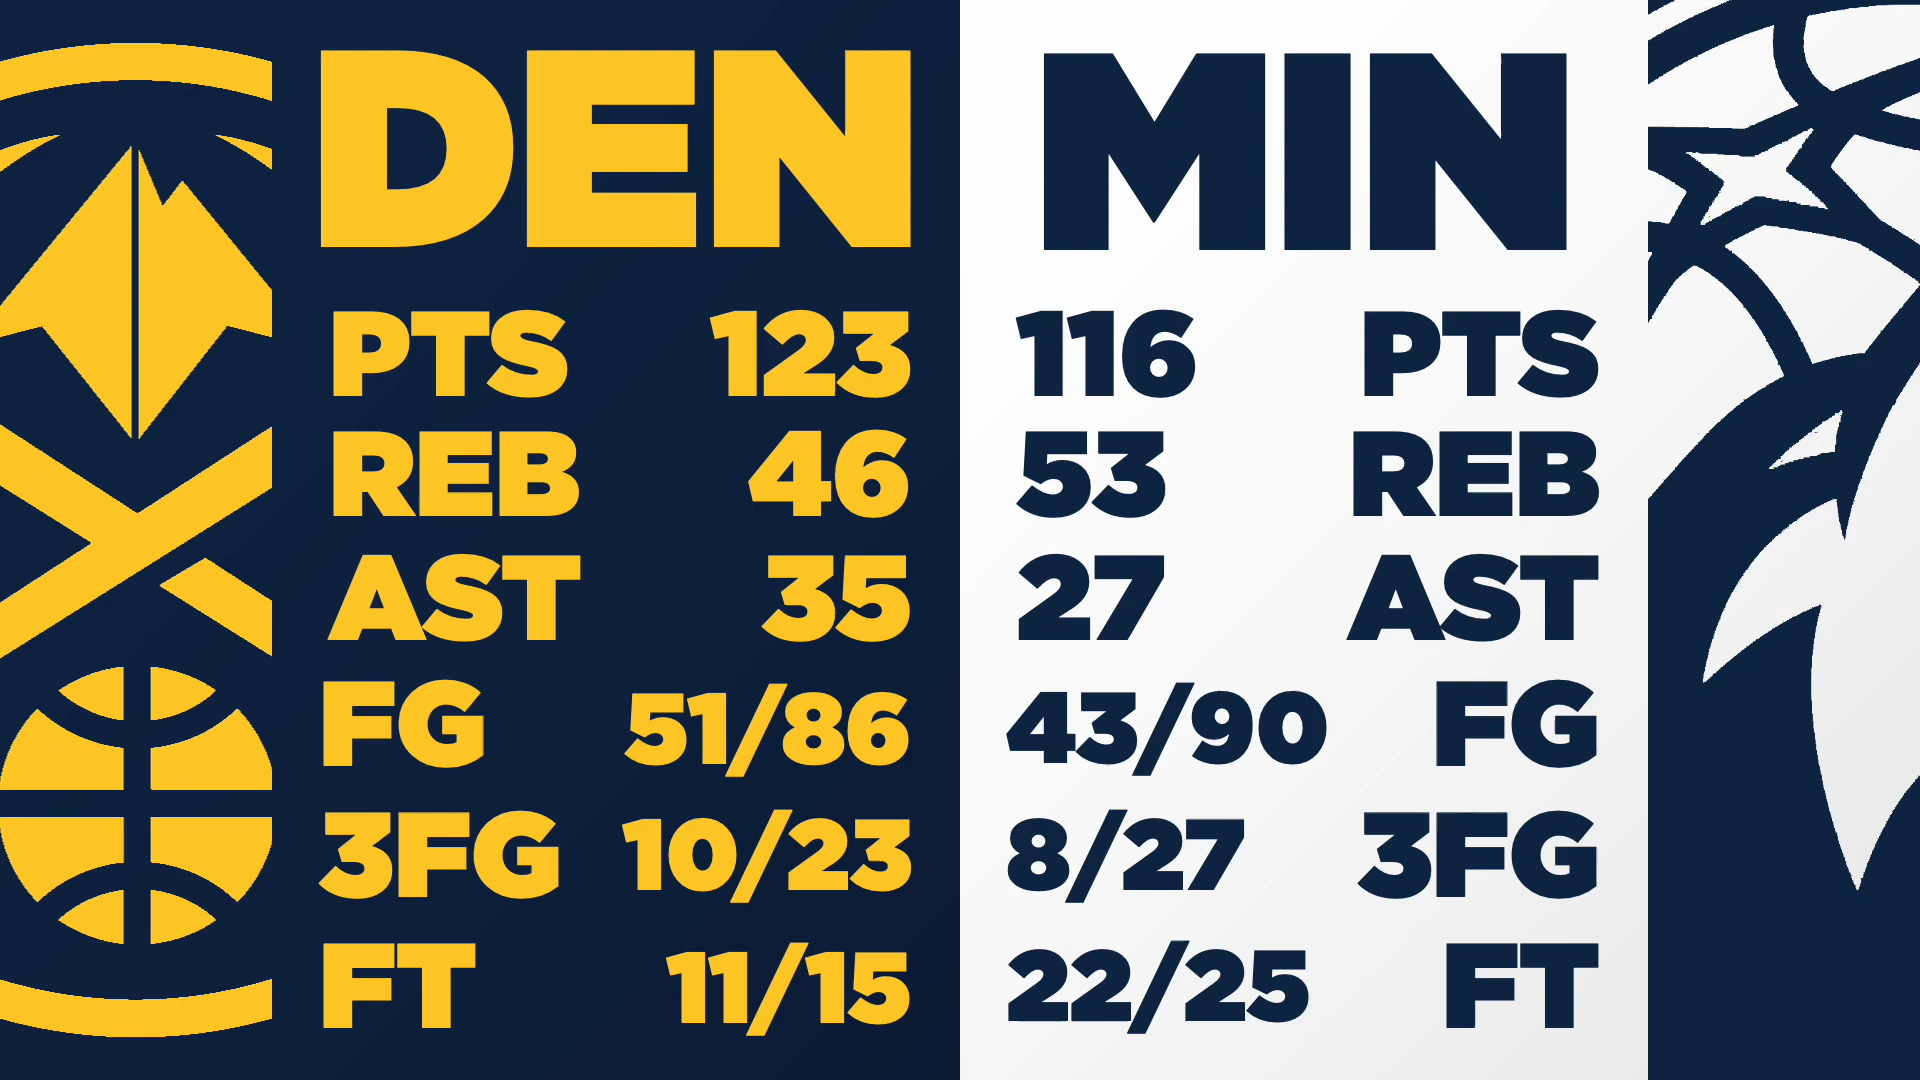 DEN MIN
PTS 123 116 PTS
REB 46 53 REB
AST 35 27 AST
FG 51/86 43/90 FG
3FG 10/23 8/27 3FG
FT 11/15 22/25 FT